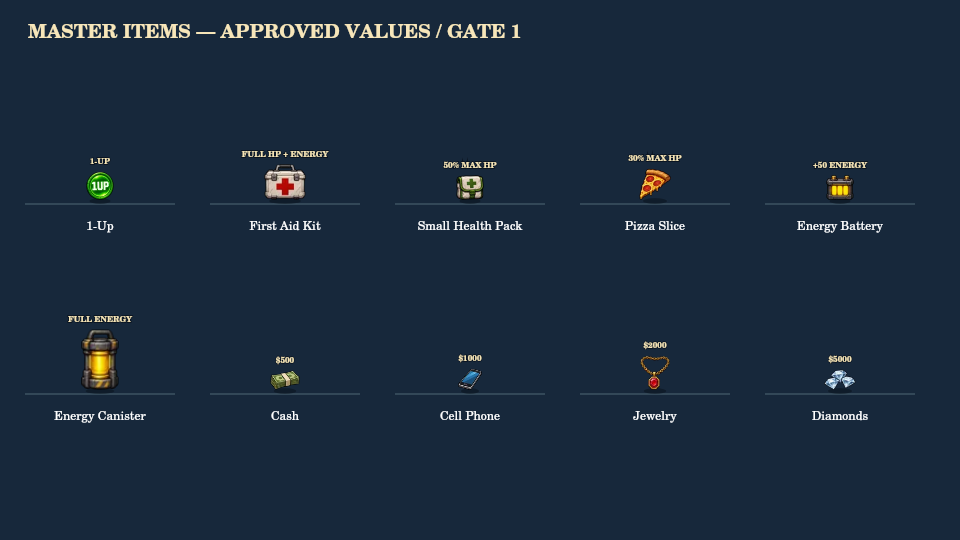 MASTER ITEMS — APPROVED VALUES / GATE 1
1-UP
FULL HP + ENERGY
50% MAX HP
30% MAX HP
+50 ENERGY
1UP
1-Up
First Aid Kit
Small Health Pack
Pizza Slice
Energy Battery
FULL ENERGY
$500
$1000
$2000
$5000
Energy Canister
Cash
Cell Phone
Jewelry
Diamonds